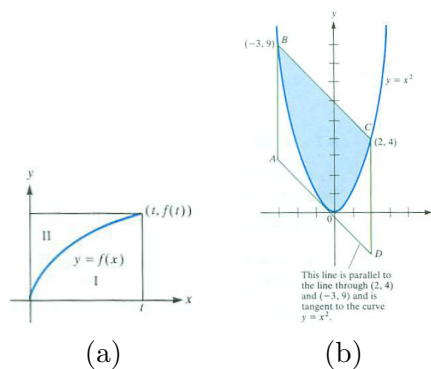 y
(t, f(t))
II
y = f(x)
I
t
x
(a)
(−3, 9)
B
y = x²
C
(2, 4)
A
0
D
This line is parallel to
the line through (2, 4)
and (−3, 9) and is
tangent to the curve
y = x².
(b)